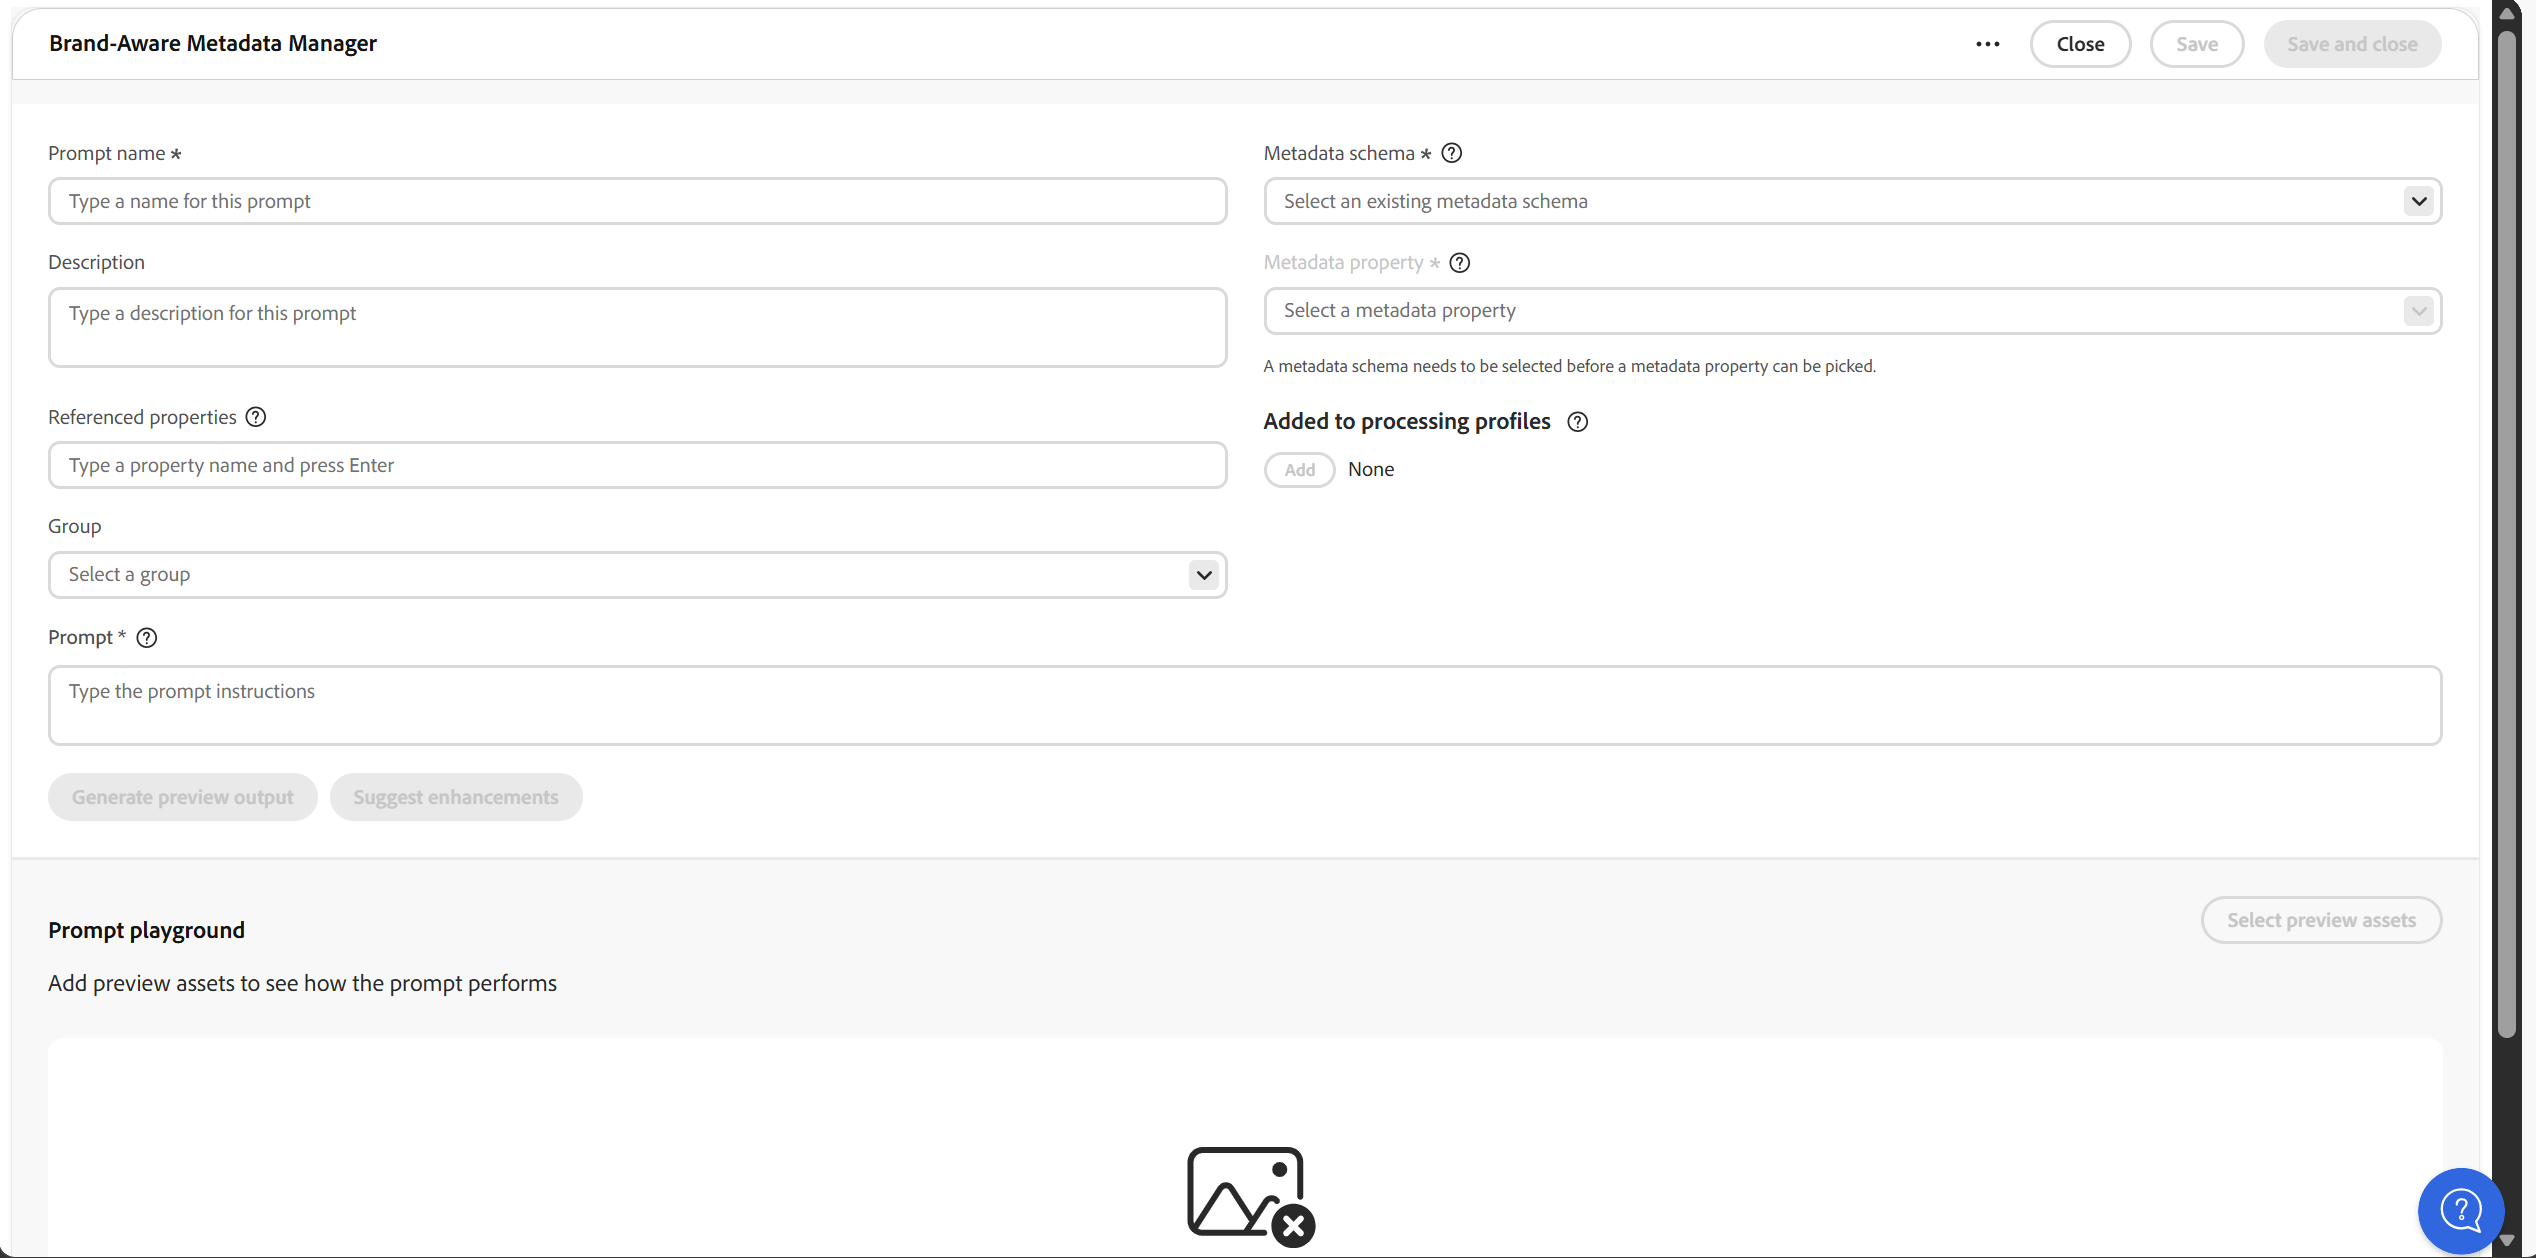 Brand-Aware Metadata Manager
Close
Save
Save and close
Prompt name *
Type a name for this prompt
Description
Type a description for this prompt
Referenced properties
Type a property name and press Enter
Group
Select a group
Metadata schema *
Select an existing metadata schema
Metadata property *
Select a metadata property
A metadata schema needs to be selected before a metadata property can be picked.
Added to processing profiles
Add None
Prompt *
Type the prompt instructions
Generate preview output
Suggest enhancements
Prompt playground
Select preview assets
Add preview assets to see how the prompt performs